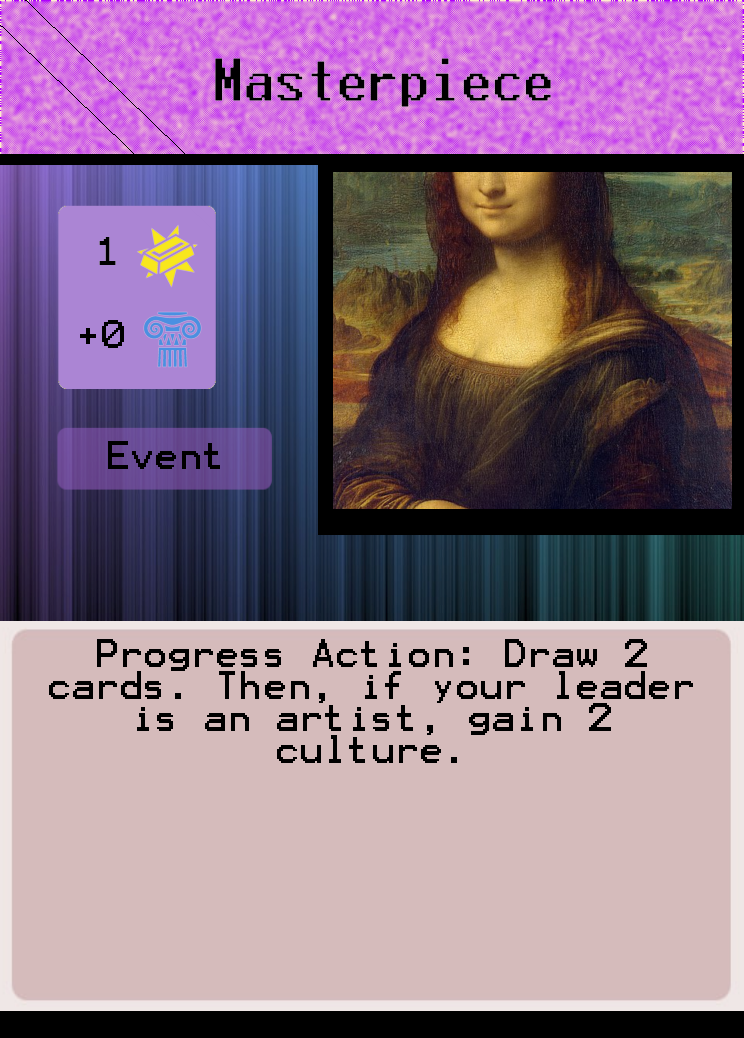 Masterpiece
1
+0
Event
Progress Action: Draw 2
cards. Then, if your leader
is an artist, gain 2
culture.